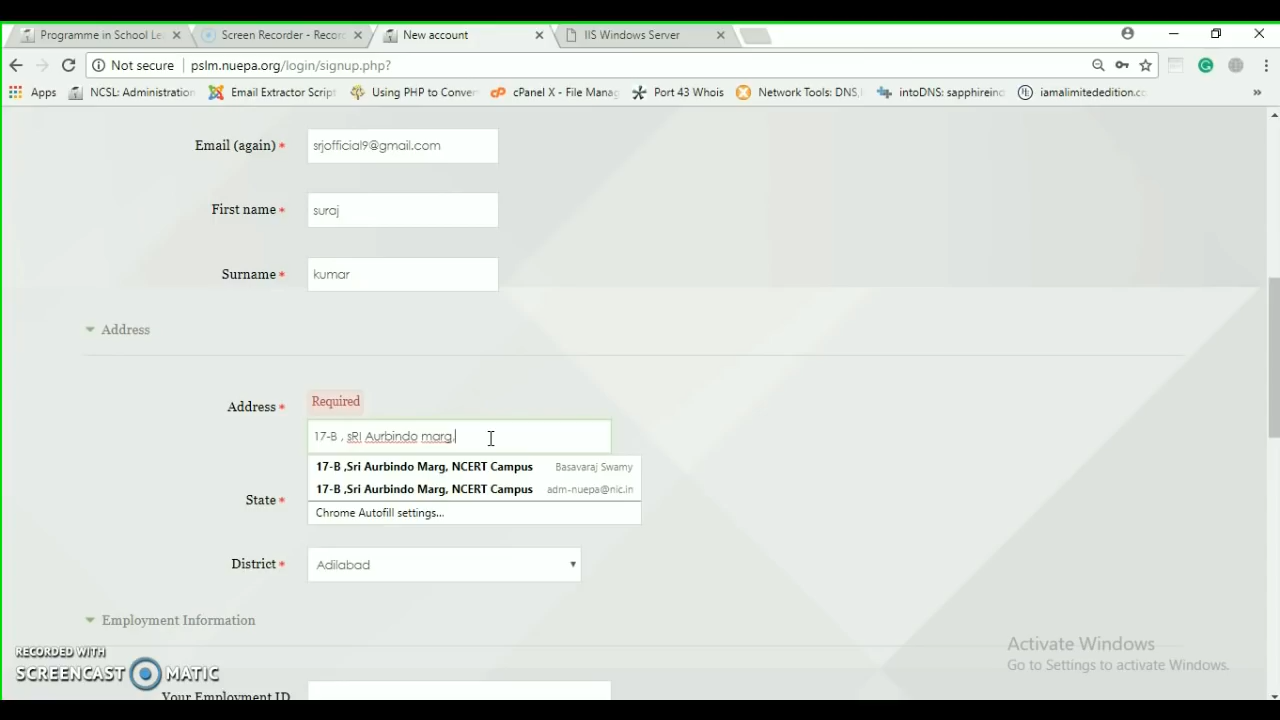 Programme in School Le
Screen Recorder - Record
New account
IIS Windows Server
Not secure | pslm.nuepa.org/login/signup.php?
Apps
NCSL: Administration
Email Extractor Script
Using PHP to Conver
cPanel X - File Manag
Port 43 Whois
Network Tools: DNS,
intoDNS: sapphireinc
iamalimitededition.c
»
Email (again) *
srjofficial9@gmail.com
First name *
suraj
Surname *
kumar
Address
Required
Address *
17-B , sRI Aurbindo marg,
17-B ,Sri Aurbindo Marg, NCERT Campus Basavaraj Swamy
17-B ,Sri Aurbindo Marg, NCERT Campus adm-nuepa@nic.in
State *
Chrome Autofill settings...
District *
Adilabad
Employment Information
Activate Windows
Go to Settings to activate Windows.
RECORDED WITH
SCREENCAST MATIC
Your Employment ID